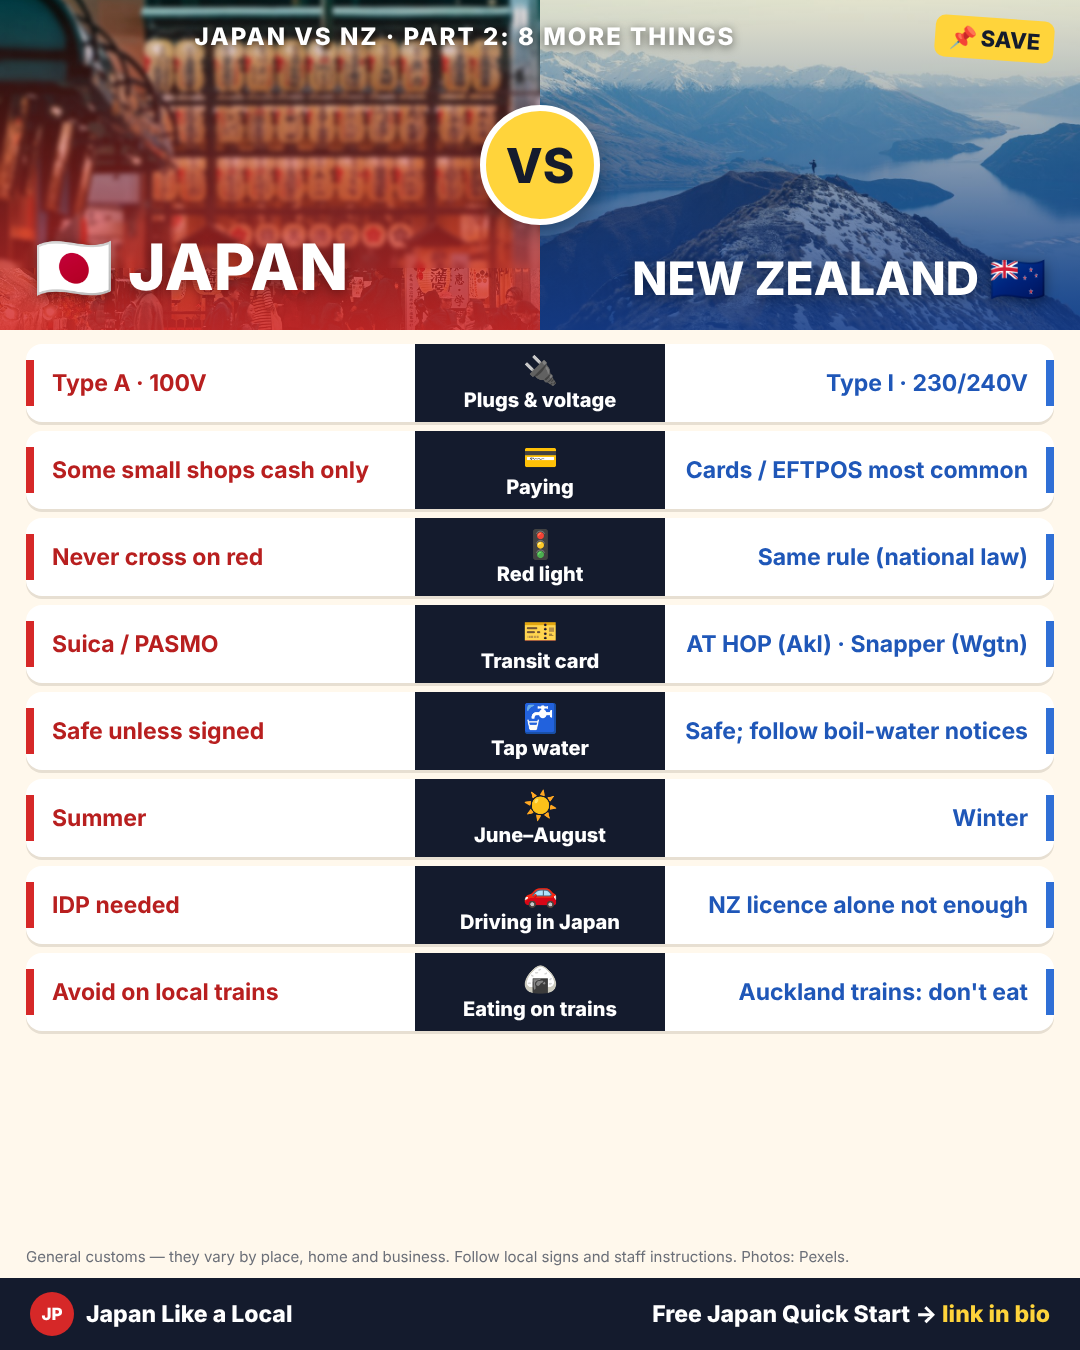 JAPAN VS NZ · PART 2: 8 MORE THINGS
📌 SAVE
VS
🇯🇵 JAPAN
NEW ZEALAND 🇳🇿
Type A · 100V
🔌
Plugs & voltage
Type I · 230/240V
Some small shops cash only
💳
Paying
Cards / EFTPOS most common
Never cross on red
🚦
Red light
Same rule (national law)
Suica / PASMO
🎫
Transit card
AT HOP (Akl) · Snapper (Wgtn)
Safe unless signed
🚰
Tap water
Safe; follow boil-water notices
Summer
☀️
June–August
Winter
IDP needed
🚗
Driving in Japan
NZ licence alone not enough
Avoid on local trains
🍙
Eating on trains
Auckland trains: don't eat
General customs — they vary by place, home and business. Follow local signs and staff instructions. Photos: Pexels.
JP Japan Like a Local
Free Japan Quick Start → link in bio